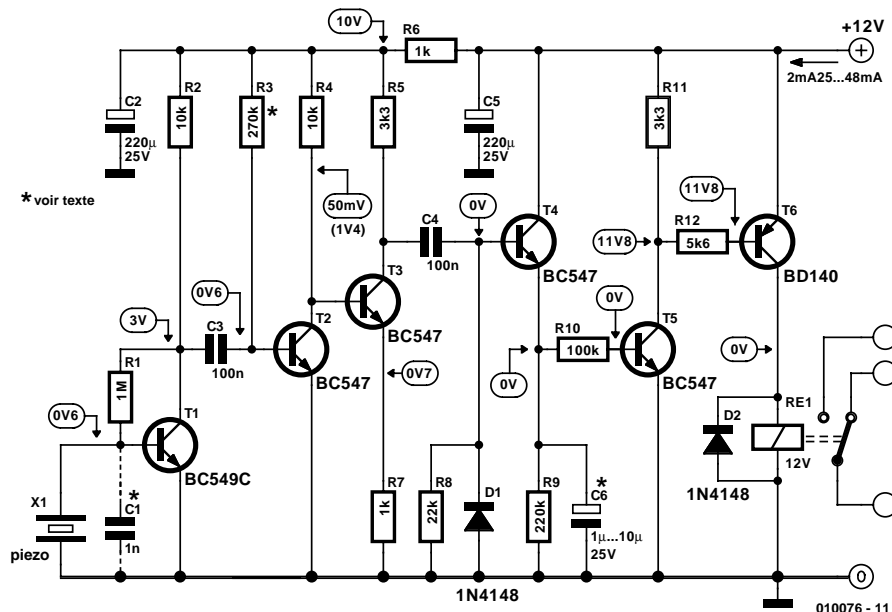 10V
R6
1k
+12V
2mA25...48mA
C2
220µ
25V
R2
10k
R3
270k
*
R4
10k
R5
3k3
C5
220µ
25V
R11
3k3
* voir texte
50mV
(1V4)
C4
100n
0V
T4
BC547
11V8
11V8
R12
5k6
T6
BD140
3V
0V6
C3
100n
T2
BC547
T3
BC547
0V7
R10
100k
0V
0V
T5
BC547
0V
R1
1M
0V6
T1
BC549C
X1
piezo
*
C1
1n
R7
1k
R8
22k
D1
1N4148
R9
220k
*
C6
1µ...10µ
25V
D2
1N4148
RE1
12V
0
010076 - 11